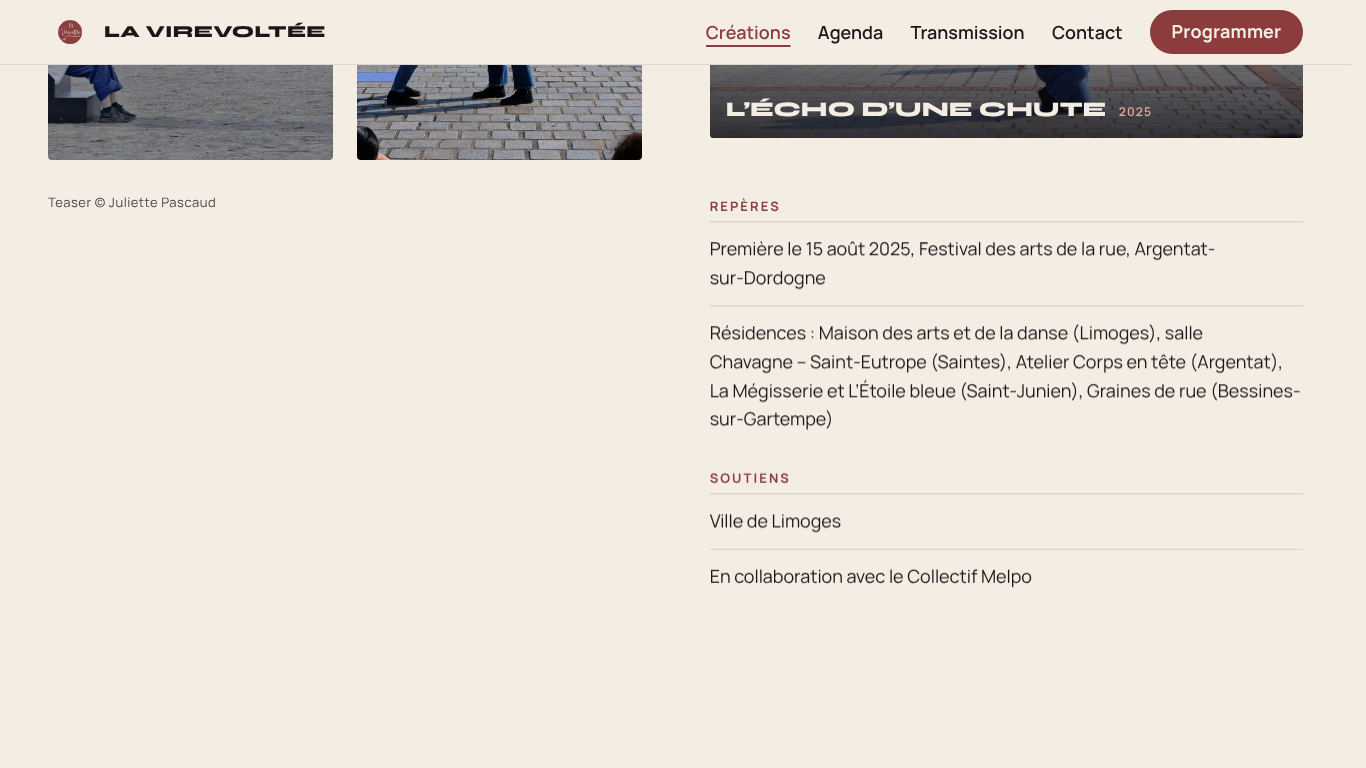 LA VIREVOLTÉE
Créations
Agenda
Transmission
Contact
Programmer
L'ÉCHO D'UNE CHUTE 2025
Teaser © Juliette Pascaud
REPÈRES
Première le 15 août 2025, Festival des arts de la rue, Argentat-
sur-Dordogne
Résidences : Maison des arts et de la danse (Limoges), salle
Chavagne – Saint-Eutrope (Saintes), Atelier Corps en tête (Argentat),
La Mégisserie et L'Étoile bleue (Saint-Junien), Graines de rue (Bessines-
sur-Gartempe)
SOUTIENS
Ville de Limoges
En collaboration avec le Collectif Melpo